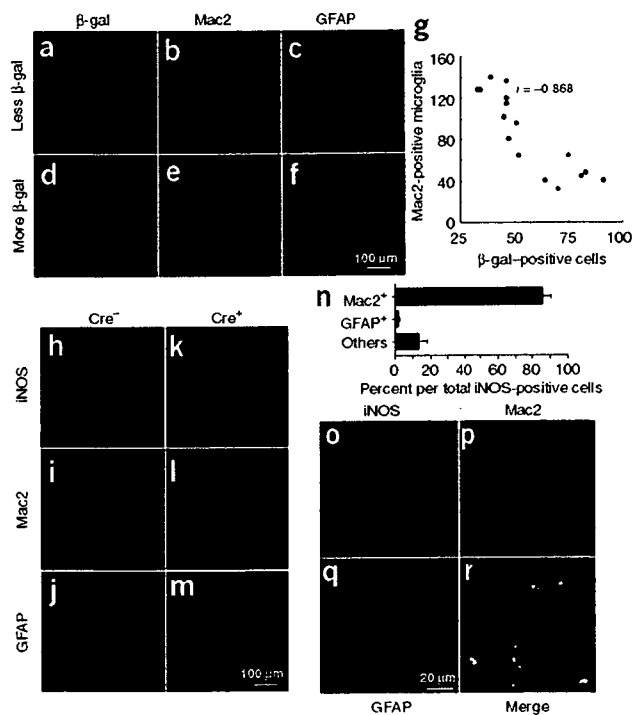 β-gal Mac2 GFAP
Less β-gal
a b c
More β-gal
d e f
100 μm
g
Mac2-positive microglia
160
120
80
40
0
r = –0 868
25 50 75 100
β-gal–positive cells
n
Mac2+
GFAP+
Others
0 20 40 60 80 100
Percent per total iNOS-positive cells
Cre– Cre+
iNOS
h k
Mac2
i l
GFAP
j m
100 μm
iNOS Mac2
o p
q r
20 μm
GFAP Merge